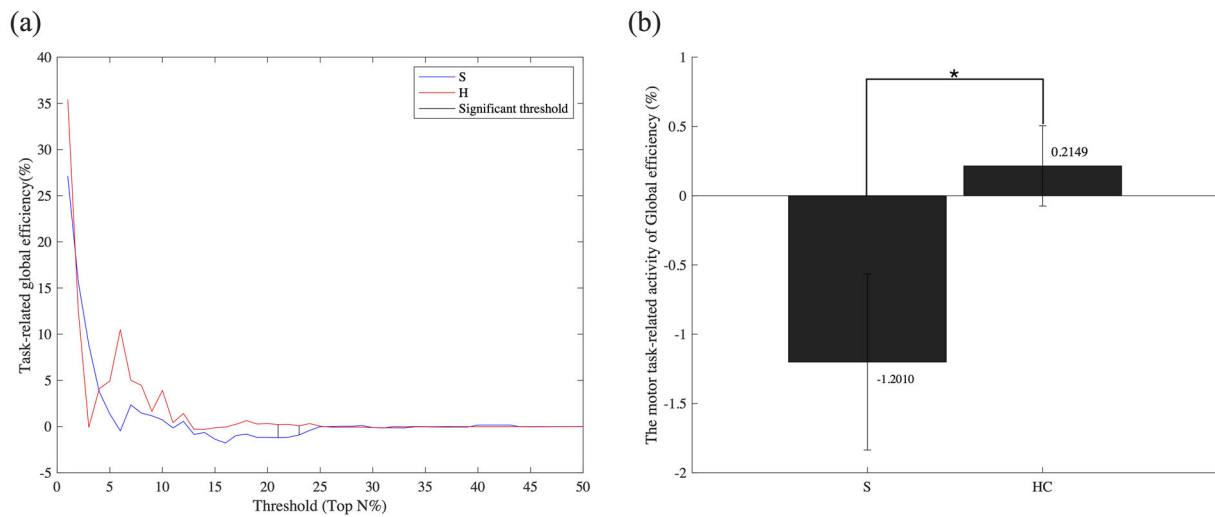 (a)
40
35
30
25
20
15
10
5
0
-5
Task-related global efficiency(%)
S
H
Significant threshold
0 5 10 15 20 25 30 35 40 45 50
Threshold (Top N%)
(b)
1
0.5
0
-0.5
-1
-1.5
-2
The motor task-related activity of Global efficiency (%)
*
0.2149
-1.2010
S HC